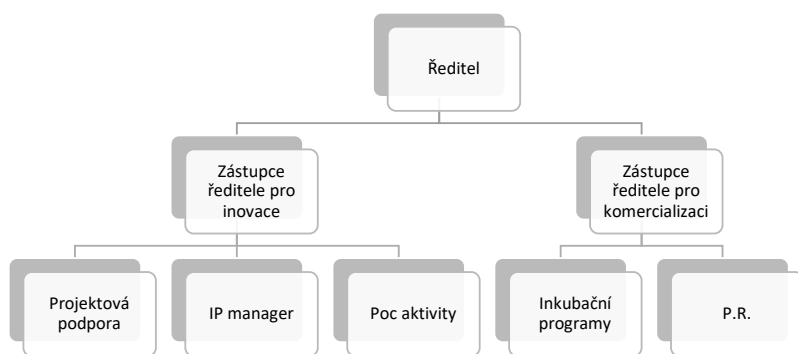 Ředitel
Zástupce
ředitele pro
inovace
Zástupce
ředitele pro
komercializaci
Projektová
podpora
IP manager
Poc aktivity
Inkubační
programy
P.R.